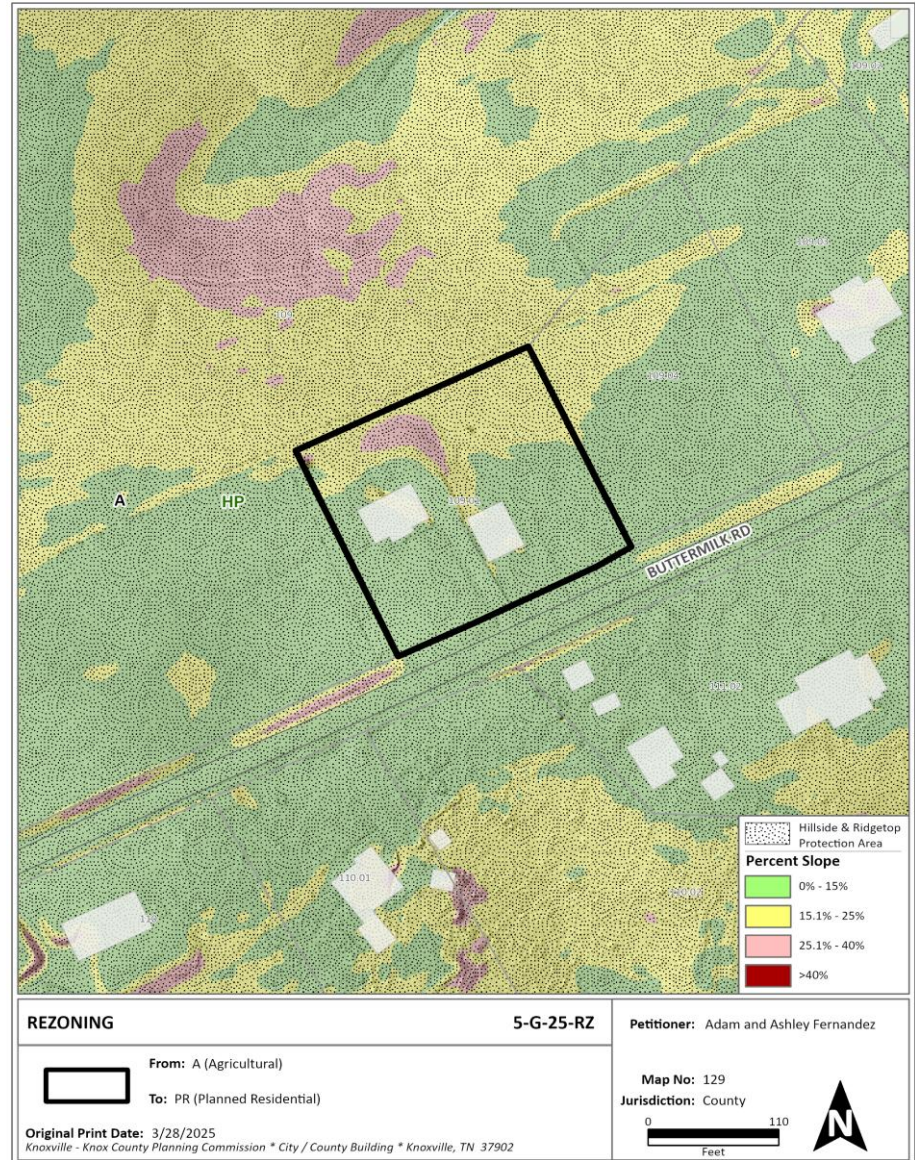 A
HP
BUTTERMILK RD
110.01
Hillside & Ridgetop
Protection Area
Percent Slope
0% - 15%
15.1% - 25%
25.1% - 40%
>40%
REZONING
5-G-25-RZ
From: A (Agricultural)
To: PR (Planned Residential)
Original Print Date: 3/28/2025
Knoxville - Knox County Planning Commission * City / County Building * Knoxville, TN 37902
Petitioner: Adam and Ashley Fernandez
Map No: 129
Jurisdiction: County
0 110
Feet
N